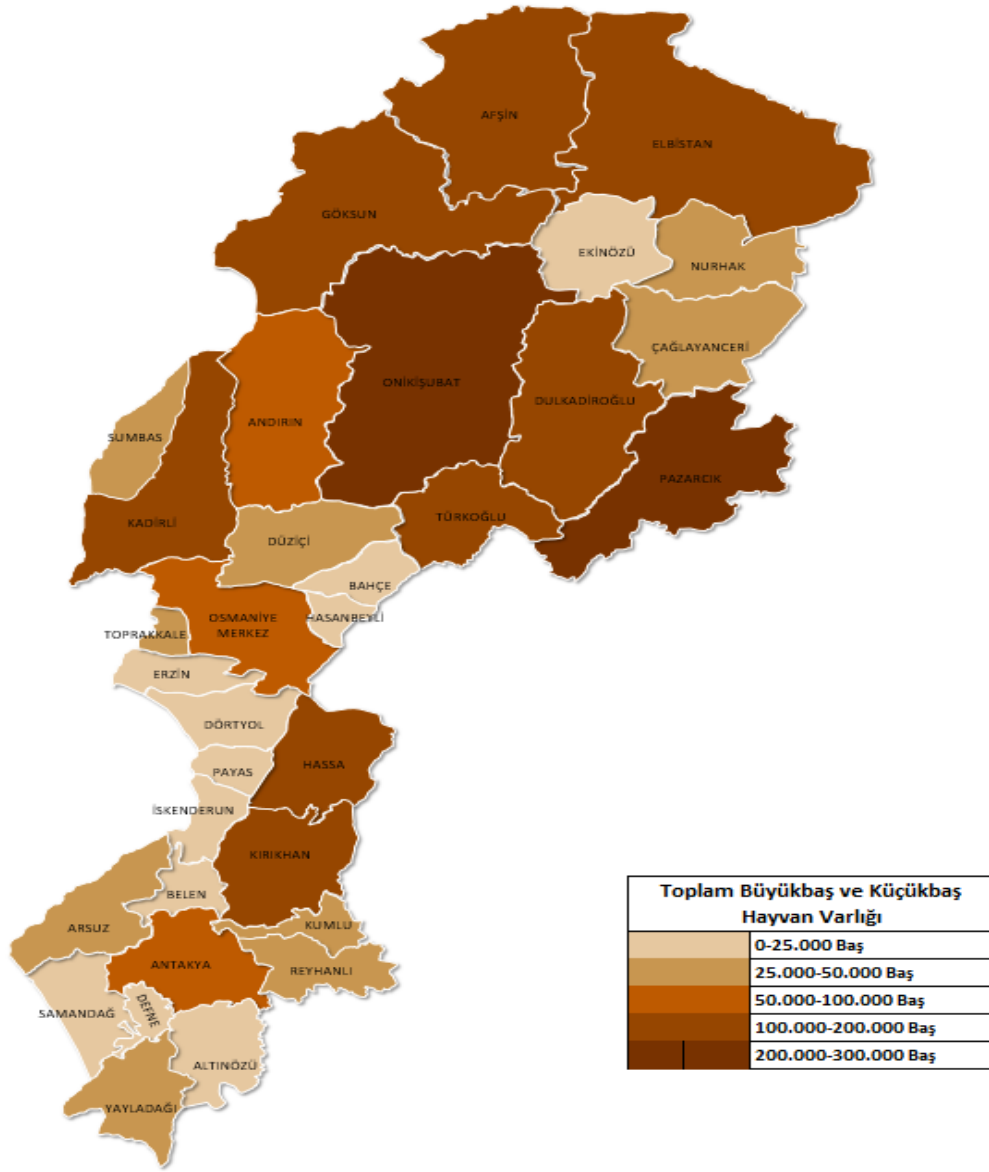 AFŞİN
ELBİSTAN
GÖKSUN
EKİNÖZÜ
NURHAK
ÇAĞLAYANCERİ
ONİKİŞUBAT
DULKADİROĞLU
ANDIRIN
SUMBAS
PAZARCIK
KADİRLİ
TÜRKOĞLU
DÜZİÇİ
BAHÇE
HASANBEYLİ
OSMANİYE
MERKEZ
TOPRAKKALE
ERZİN
DÖRTYOL
HASSA
PAYAS
İSKENDERUN
KIRIKHAN
BELEN
KUMLU
ARSUZ
ANTAKYA
REYHANLI
SAMANDAĞ
DEFNE
ALTINÖZÜ
YAYLADAĞI
Toplam Büyükbaş ve Küçükbaş
Hayvan Varlığı
0-25.000 Baş
25.000-50.000 Baş
50.000-100.000 Baş
100.000-200.000 Baş
200.000-300.000 Baş